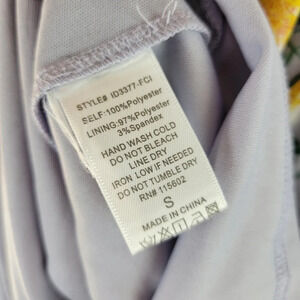 STYLE# ID3377-FCI
SELF:100%Polyester
LINING:97%Polyester
3%Spandex
HAND WASH COLD
DO NOT BLEACH
LINE DRY
IRON LOW IF NEEDED
DO NOT TUMBLE DRY
RN# 115602
S
MADE IN CHINA